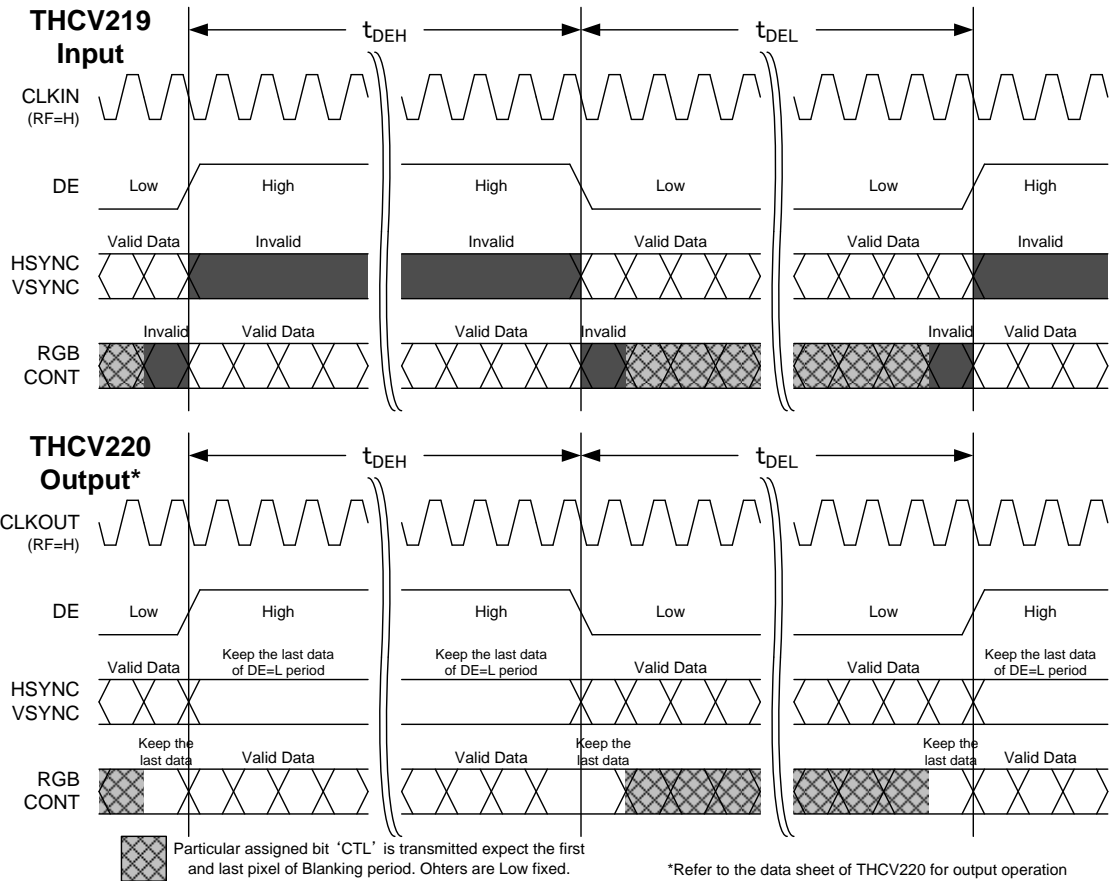 THCV219
Input
tDEH
tDEL
CLKIN
(RF=H)
DE
Low
High
High
Low
Low
High
Valid Data
Invalid
Invalid
Valid Data
Valid Data
Invalid
HSYNC
VSYNC
Invalid
Valid Data
Valid Data
Invalid
Invalid
Valid Data
RGB
CONT
THCV220
Output*
tDEH
tDEL
CLKOUT
(RF=H)
DE
Low
High
High
Low
Low
High
Valid Data
Keep the last data
of DE=L period
Keep the last data
of DE=L period
Valid Data
Valid Data
Keep the last data
of DE=L period
HSYNC
VSYNC
Keep the
last data
Valid Data
Valid Data
Keep the
last data
Keep the
last data
Valid Data
RGB
CONT
Particular assigned bit ‘CTL’ is transmitted expect the first
and last pixel of Blanking period. Ohters are Low fixed.
*Refer to the data sheet of THCV220 for output operation